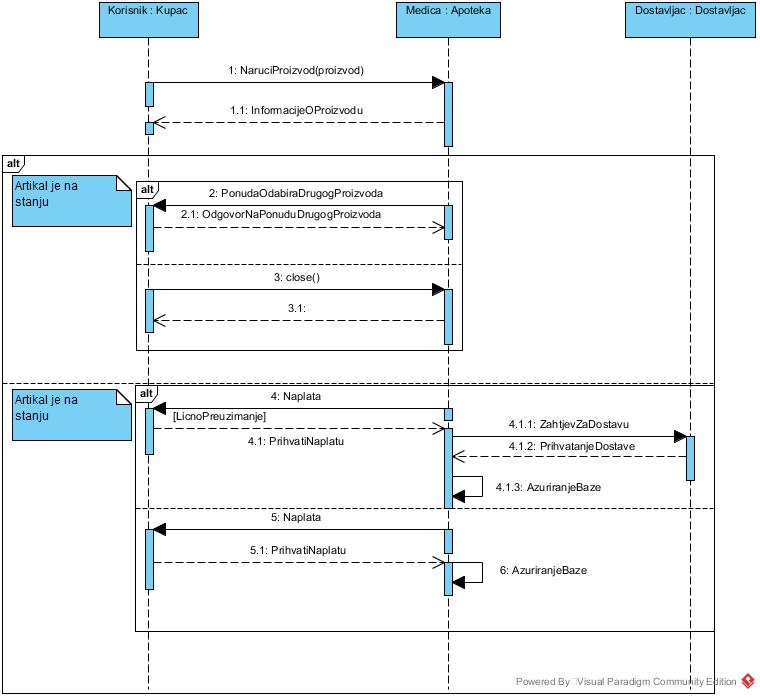 Korisnik : Kupac
Medica : Apoteka
Dostavljac : Dostavljac
1: NaruciProizvod(proizvod)
1.1: InformacijeOProizvodu
alt
Artikal je na
stanju
alt
2: PonudaOdabiraDrugogProizvoda
2.1: OdgovorNaPonuduDrugogProizvoda
3: close()
3.1:
Artikal je na
stanju
alt
4: Naplata
[LicnoPreuzimanje]
4.1: PrihvatiNaplatu
4.1.1: ZahtjevZaDostavu
4.1.2: PrihvatanjeDostave
4.1.3: AzuriranjeBaze
5: Naplata
5.1: PrihvatiNaplatu
6: AzuriranjeBaze
Powered By Visual Paradigm Community Edition